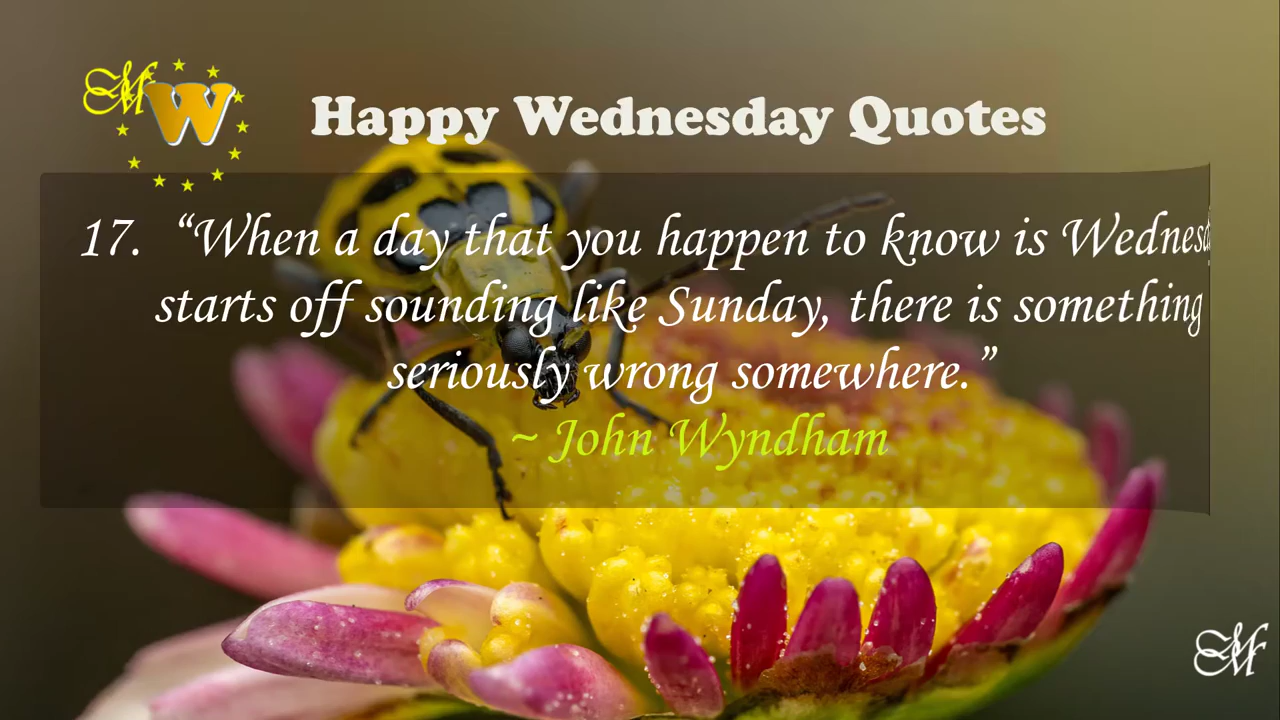 M W
Happy Wednesday Quotes
17. “When a day that you happen to know is Wednesd
starts off sounding like Sunday, there is something
seriously wrong somewhere.”
~ John Wyndham
M